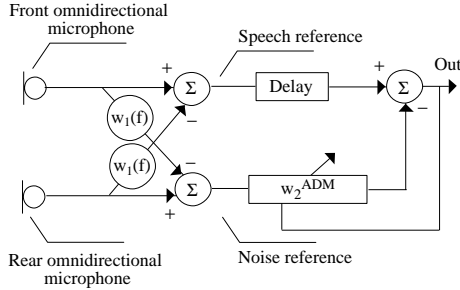 Front omnidirectional
microphone
Speech reference
+
Σ
Delay
+
Σ
Out
−
−
w₁(f)
w₁(f)
−
Σ
+
w₂ᴬᴰᴹ
Rear omnidirectional
microphone
Noise reference